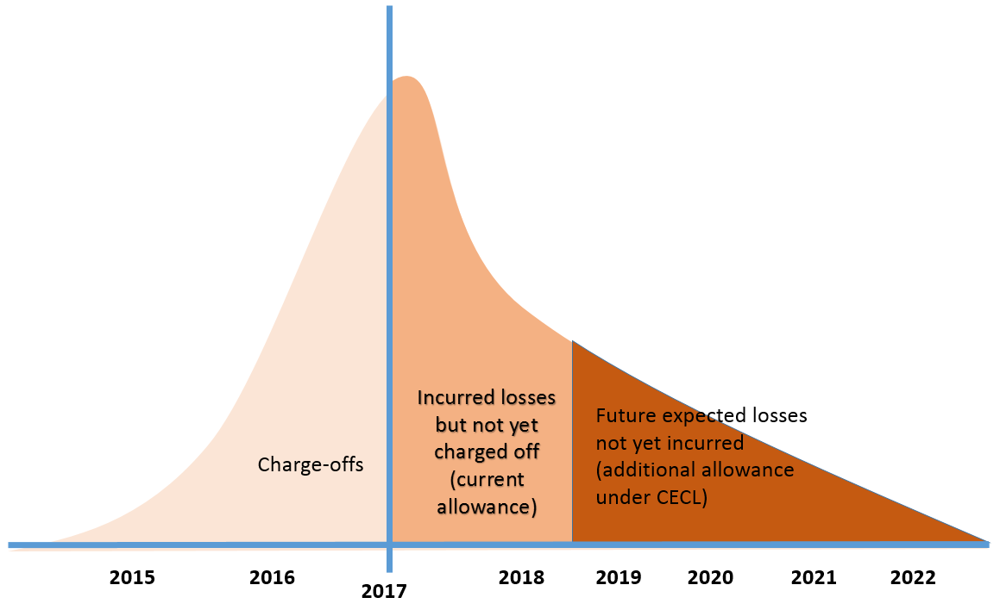 Charge-offs
Incurred losses
but not yet
charged off
(current
allowance)
Future expected losses
not yet incurred
(additional allowance
under CECL)
2015
2016
2017
2018
2019
2020
2021
2022